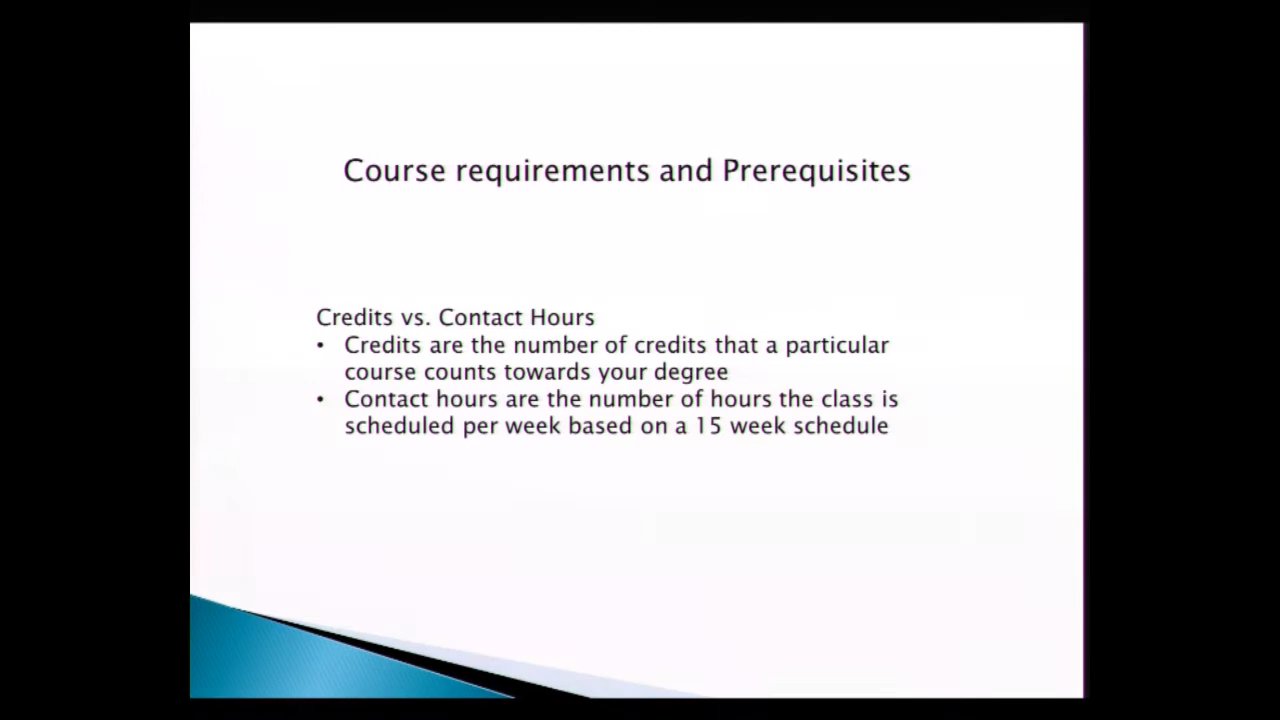 Course requirements and Prerequisites
Credits vs. Contact Hours
• Credits are the number of credits that a particular
course counts towards your degree
• Contact hours are the number of hours the class is
scheduled per week based on a 15 week schedule